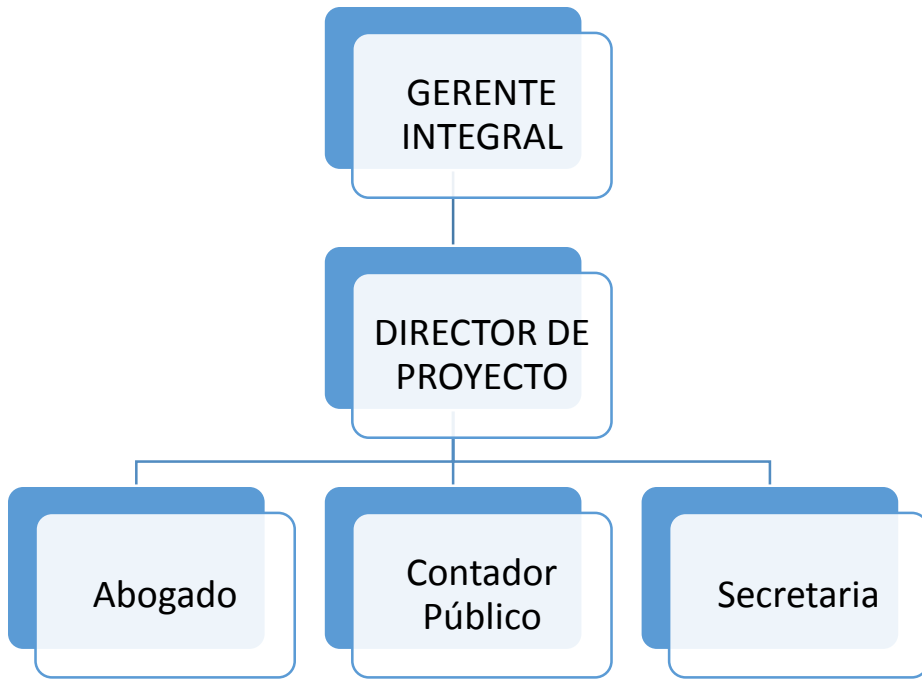 GERENTE
INTEGRAL
DIRECTOR DE
PROYECTO
Abogado
Contador
Público
Secretaria